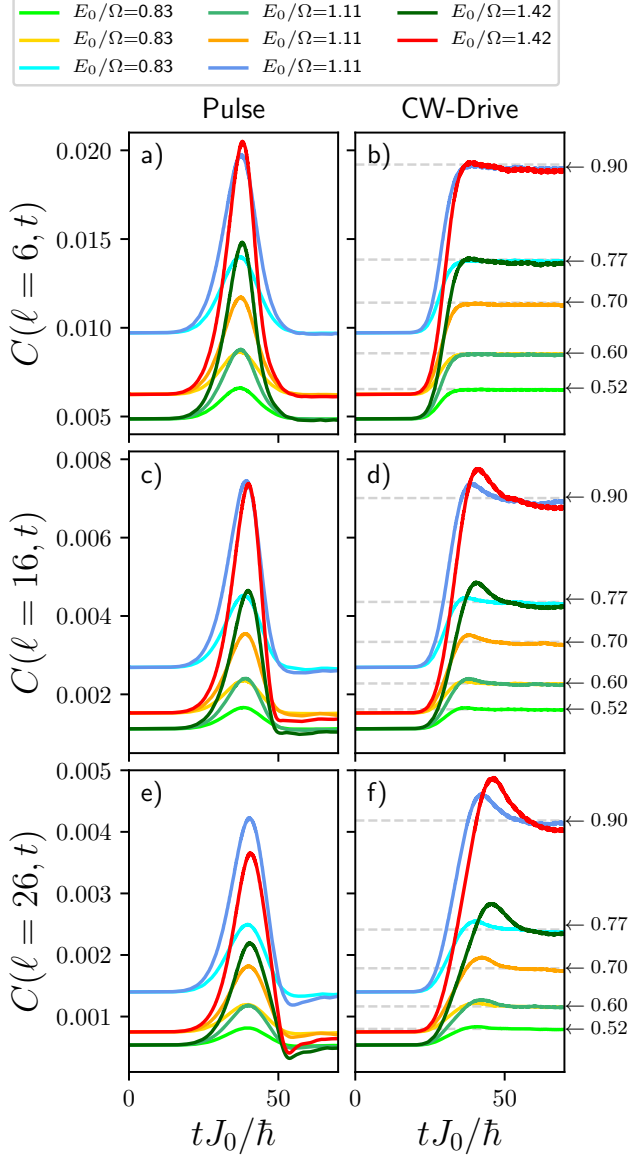 E₀/Ω=0.83 E₀/Ω=1.11 E₀/Ω=1.42
E₀/Ω=0.83 E₀/Ω=1.11 E₀/Ω=1.42
E₀/Ω=0.83 E₀/Ω=1.11
Pulse CW-Drive
C(ℓ = 6, t)
0.020
0.015
0.010
0.005
a)
b)
←0.90
←0.77
←0.70
←0.60
←0.52
C(ℓ = 16, t)
0.008
0.006
0.004
0.002
c)
d)
←0.90
←0.77
←0.70
←0.60
←0.52
C(ℓ = 26, t)
0.005
0.004
0.003
0.002
0.001
e)
f)
←0.90
←0.77
←0.70
←0.60
←0.52
0 50 0 50
tJ₀/ℏ tJ₀/ℏ